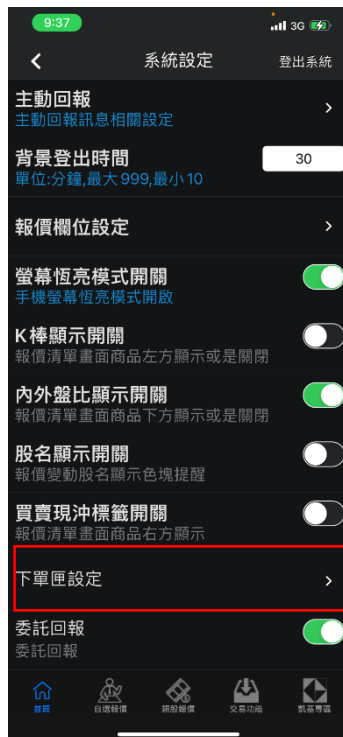 9:37
3G
系統設定
登出系統
主動回報
主動回報訊息相關設定
背景登出時間
30
單位:分鐘,最大999,最小10
報價欄位設定
螢幕恆亮模式開關
手機螢幕恆亮模式開啟
K棒顯示開關
報價清單畫面商品左方顯示或是關閉
內外盤比顯示開關
報價清單畫面商品下方顯示或是關閉
股名顯示開關
報價變動股名顯示色塊提醒
買賣現沖標籤開關
報價清單畫面商品右方顯示
下單匣設定
委託回報
委託回報
首頁
自選報價
類股報價
交易功能
凱基專區